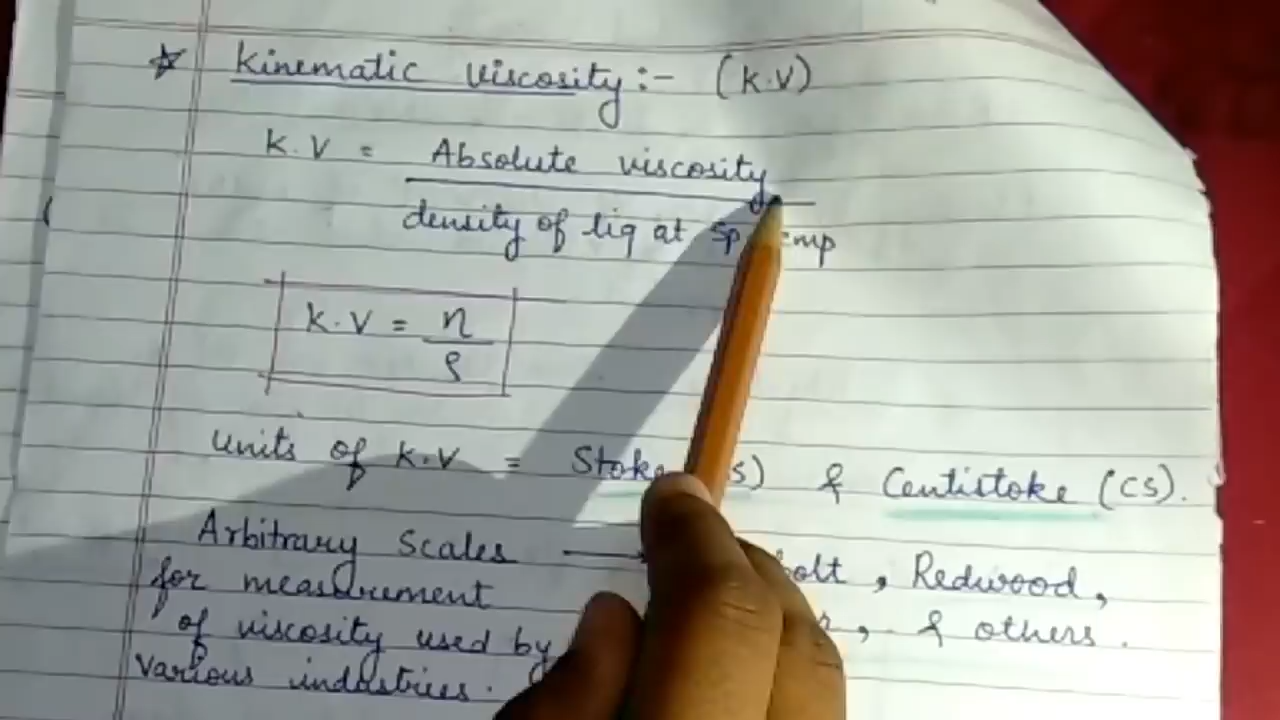 ☆ Kinematic viscosity :- (K.V)
K.V = Absolute viscosity
density of liq at Sp
K.V = η
ρ
Units of K.V = & Centistoke (CS).
Arbitrary Scales → , Redwood,
for measurement
of viscosity used by , & others.
various industries.